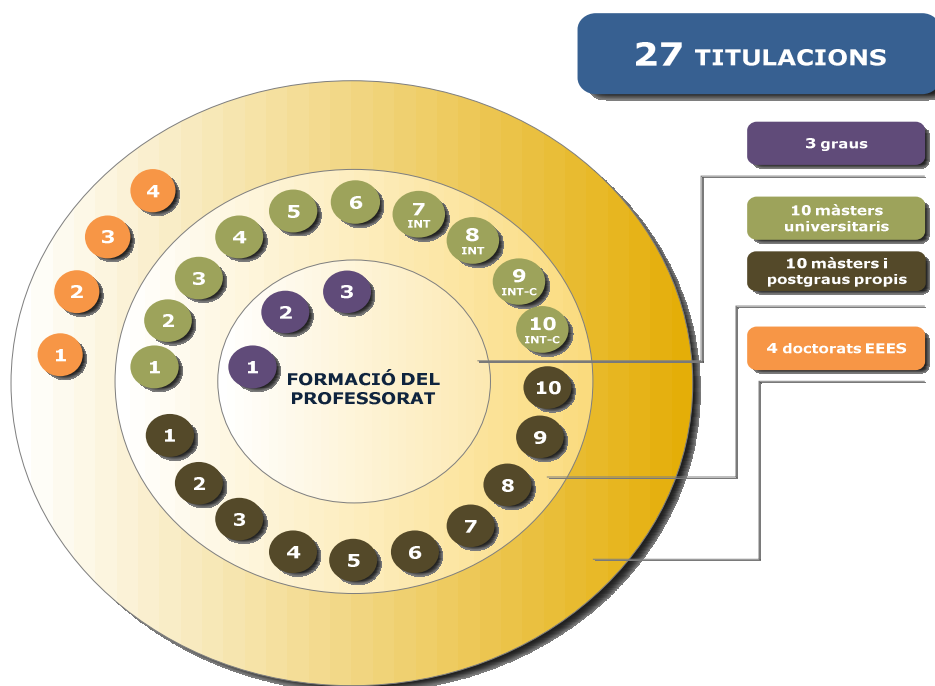 27 TITULACIONS
3 graus
10 màsters
universitaris
10 màsters i
postgraus propis
4 doctorats EEES
1
2
3
4
1
2
3
4
5
6
7
INT
8
INT
9
INT-C
10
INT-C
1
2
3
FORMACIÓ DEL
PROFESSORAT
1
2
3
4
5
6
7
8
9
10